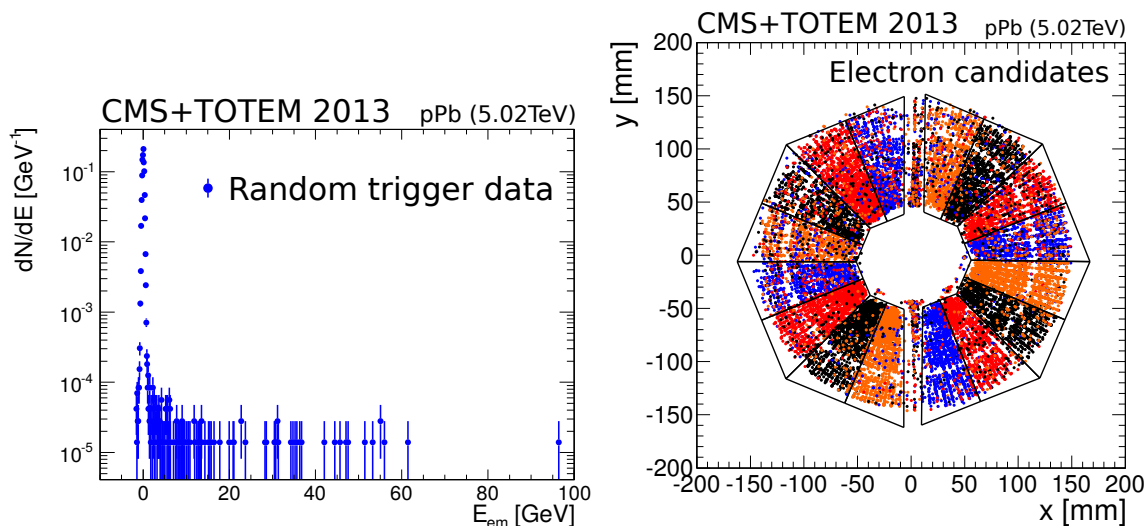 CMS+TOTEM 2013 pPb (5.02TeV)
dN/dE [GeV⁻¹]
10⁻¹
10⁻²
10⁻³
10⁻⁴
10⁻⁵
Random trigger data
0 20 40 60 80 100
E_em [GeV]
CMS+TOTEM 2013 pPb (5.02TeV)
y [mm]
Electron candidates
200
150
100
50
0
-50
-100
-150
-200
-200 -150 -100 -50 0 50 100 150 200
x [mm]